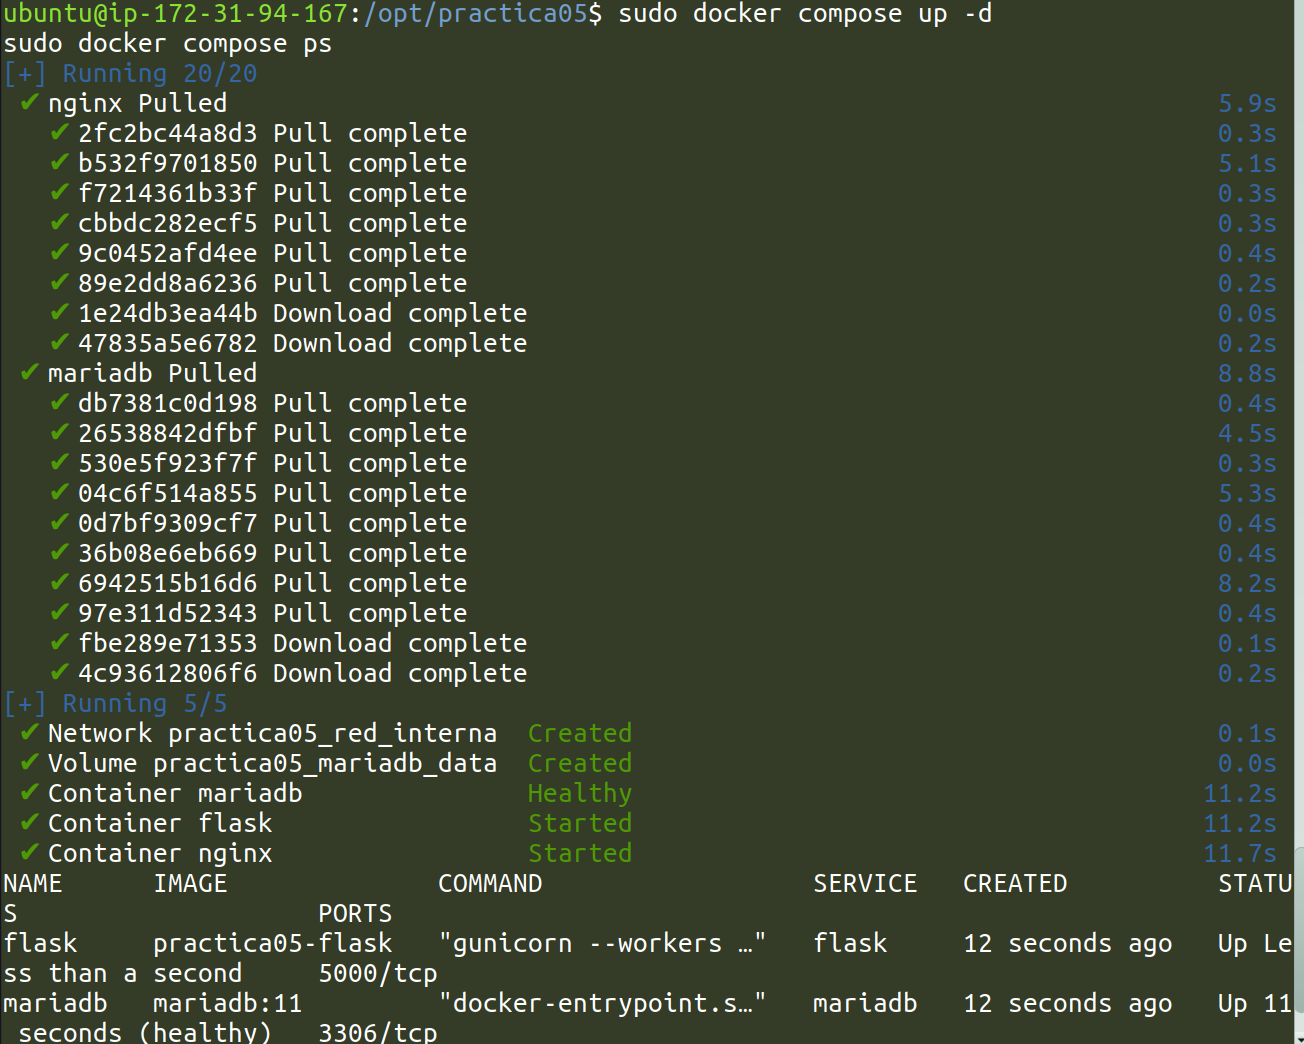 ubuntu@ip-172-31-94-167:/opt/practica05$ sudo docker compose up -d
sudo docker compose ps
[+] Running 20/20
✔ nginx Pulled 5.9s
✔ 2fc2bc44a8d3 Pull complete 0.3s
✔ b532f9701850 Pull complete 5.1s
✔ f7214361b33f Pull complete 0.3s
✔ cbbdc282ecf5 Pull complete 0.3s
✔ 9c0452afd4ee Pull complete 0.4s
✔ 89e2dd8a6236 Pull complete 0.2s
✔ 1e24db3ea44b Download complete 0.0s
✔ 47835a5e6782 Download complete 0.2s
✔ mariadb Pulled 8.8s
✔ db7381c0d198 Pull complete 0.4s
✔ 26538842dfbf Pull complete 4.5s
✔ 530e5f923f7f Pull complete 0.3s
✔ 04c6f514a855 Pull complete 5.3s
✔ 0d7bf9309cf7 Pull complete 0.4s
✔ 36b08e6eb669 Pull complete 0.4s
✔ 6942515b16d6 Pull complete 8.2s
✔ 97e311d52343 Pull complete 0.4s
✔ fbe289e71353 Download complete 0.1s
✔ 4c93612806f6 Download complete 0.2s
[+] Running 5/5
✔ Network practica05_red_interna Created 0.1s
✔ Volume practica05_mariadb_data Created 0.0s
✔ Container mariadb Healthy 11.2s
✔ Container flask Started 11.2s
✔ Container nginx Started 11.7s
NAME IMAGE COMMAND SERVICE CREATED STATU
S PORTS
flask practica05-flask "gunicorn --workers …" flask 12 seconds ago Up Le
ss than a second 5000/tcp
mariadb mariadb:11 "docker-entrypoint.s…" mariadb 12 seconds ago Up 11
seconds (healthy) 3306/tcp